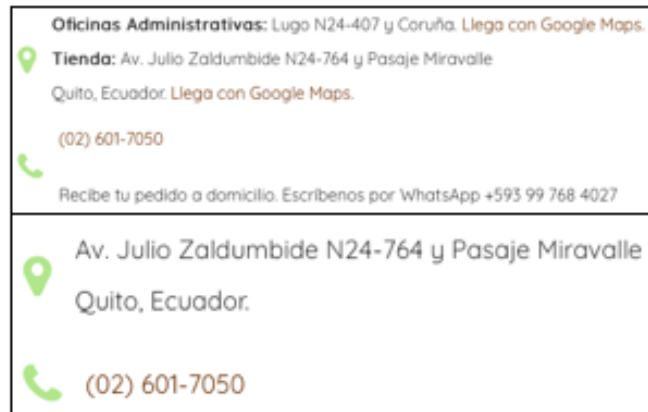 Oficinas Administrativas: Lugo N24-407 y Coruña. Llega con Google Maps.
Tienda: Av. Julio Zaldumbide N24-764 y Pasaje Miravalle
Quito, Ecuador. Llega con Google Maps.
(02) 601-7050
Recibe tu pedido a domicilio. Escríbenos por WhatsApp +593 99 768 4027
Av. Julio Zaldumbide N24-764 y Pasaje Miravalle
Quito, Ecuador.
(02) 601-7050